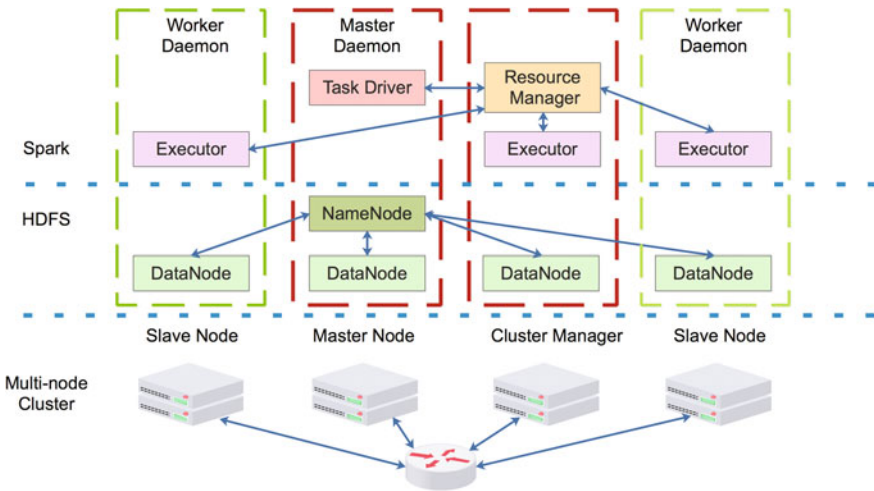 Worker
Daemon
Master
Daemon
Worker
Daemon
Task Driver
Resource
Manager
Spark
Executor
Executor
Executor
HDFS
NameNode
DataNode
DataNode
DataNode
DataNode
Slave Node
Master Node
Cluster Manager
Slave Node
Multi-node
Cluster